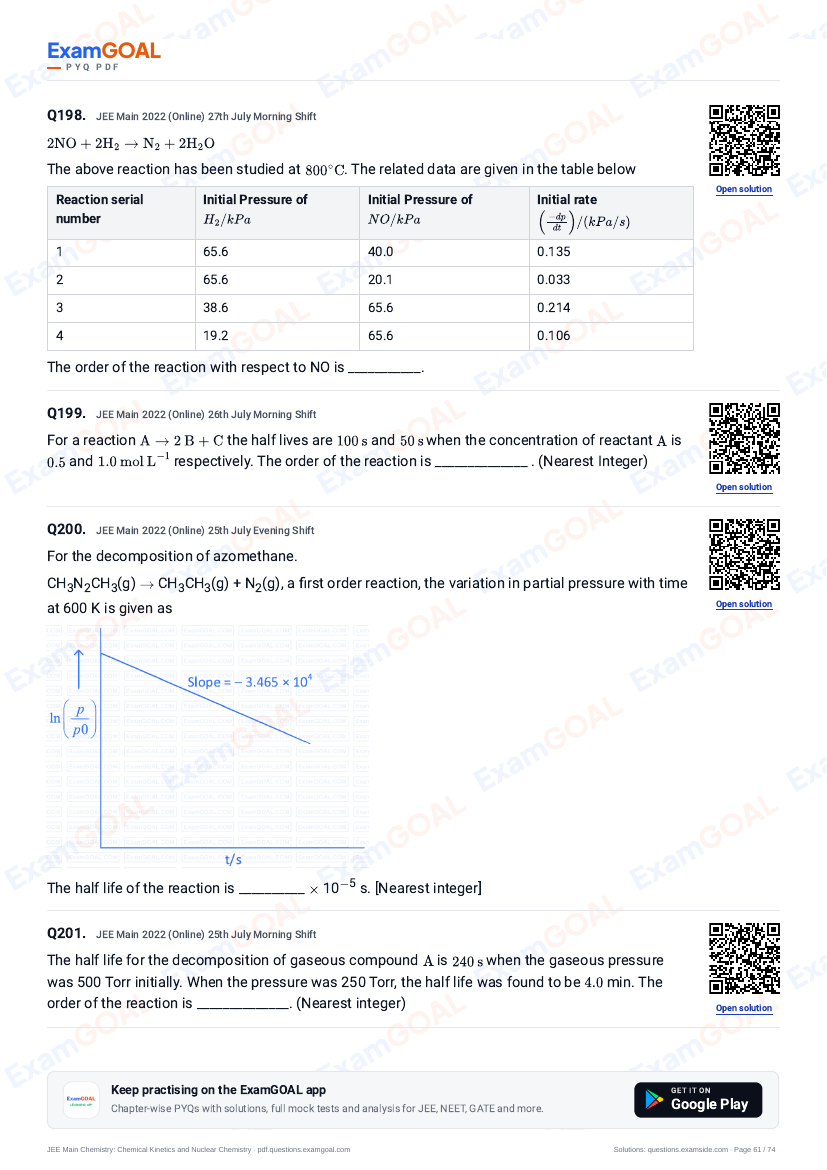 ExamGOAL
PYQ PDF
Q198. JEE Main 2022 (Online) 27th July Morning Shift
2NO + 2H₂ → N₂ + 2H₂O
The above reaction has been studied at 800°C. The related data are given in the table below
Open solution
Reaction serial number | Initial Pressure of H₂/kPa | Initial Pressure of NO/kPa | Initial rate (−dp/dt)/(kPa/s)
1 | 65.6 | 40.0 | 0.135
2 | 65.6 | 20.1 | 0.033
3 | 38.6 | 65.6 | 0.214
4 | 19.2 | 65.6 | 0.106
The order of the reaction with respect to NO is ___________.
Q199. JEE Main 2022 (Online) 26th July Morning Shift
For a reaction A → 2 B + C the half lives are 100 s and 50 s when the concentration of reactant A is
0.5 and 1.0 mol L⁻¹ respectively. The order of the reaction is ______________ . (Nearest Integer)
Open solution
Q200. JEE Main 2022 (Online) 25th July Evening Shift
For the decomposition of azomethane.
CH₃N₂CH₃(g) → CH₃CH₃(g) + N₂(g), a first order reaction, the variation in partial pressure with time
at 600 K is given as
Open solution
Slope = − 3.465 × 10⁴
ln(p/p0)
t/s
The half life of the reaction is __________ × 10⁻⁵ s. [Nearest integer]
Q201. JEE Main 2022 (Online) 25th July Morning Shift
The half life for the decomposition of gaseous compound A is 240 s when the gaseous pressure
was 500 Torr initially. When the pressure was 250 Torr, the half life was found to be 4.0 min. The
order of the reaction is ______________. (Nearest integer)
Open solution
Keep practising on the ExamGOAL app
Chapter-wise PYQs with solutions, full mock tests and analysis for JEE, NEET, GATE and more.
GET IT ON
Google Play
JEE Main Chemistry: Chemical Kinetics and Nuclear Chemistry · pdf.questions.examgoal.com
Solutions: questions.examside.com · Page 61 / 74